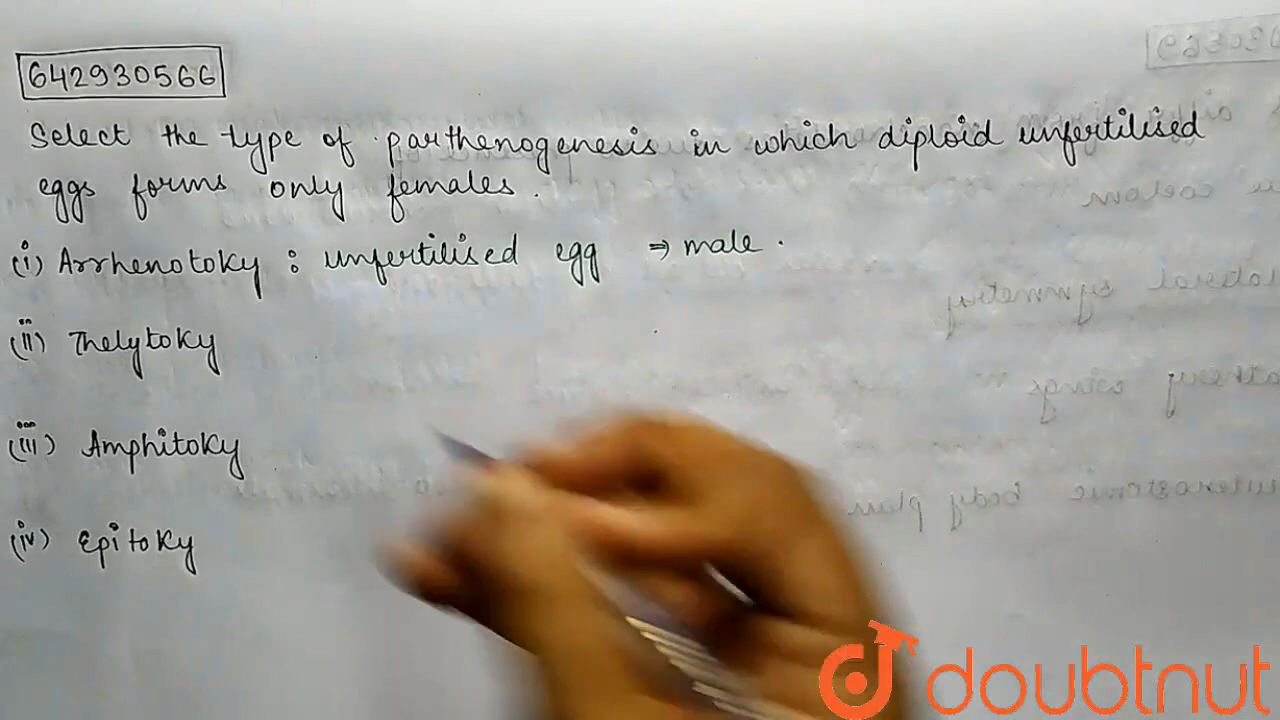 642930566
Select the type of parthenogenesis in which diploid unfertilised
eggs forms only females.
(i) Arrhenotoky : unfertilised egg ⇒ male.
(ii) Thelytoky
(iii) Amphitoky
(iv) Epitoky
doubtnut